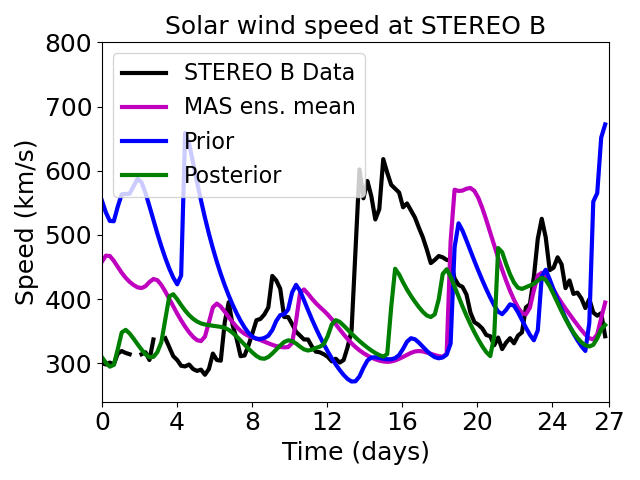 Solar wind speed at STEREO B
800
700
600
500
400
300
Speed (km/s)
STEREO B Data
MAS ens. mean
Prior
Posterior
0 4 8 12 16 20 24 27
Time (days)